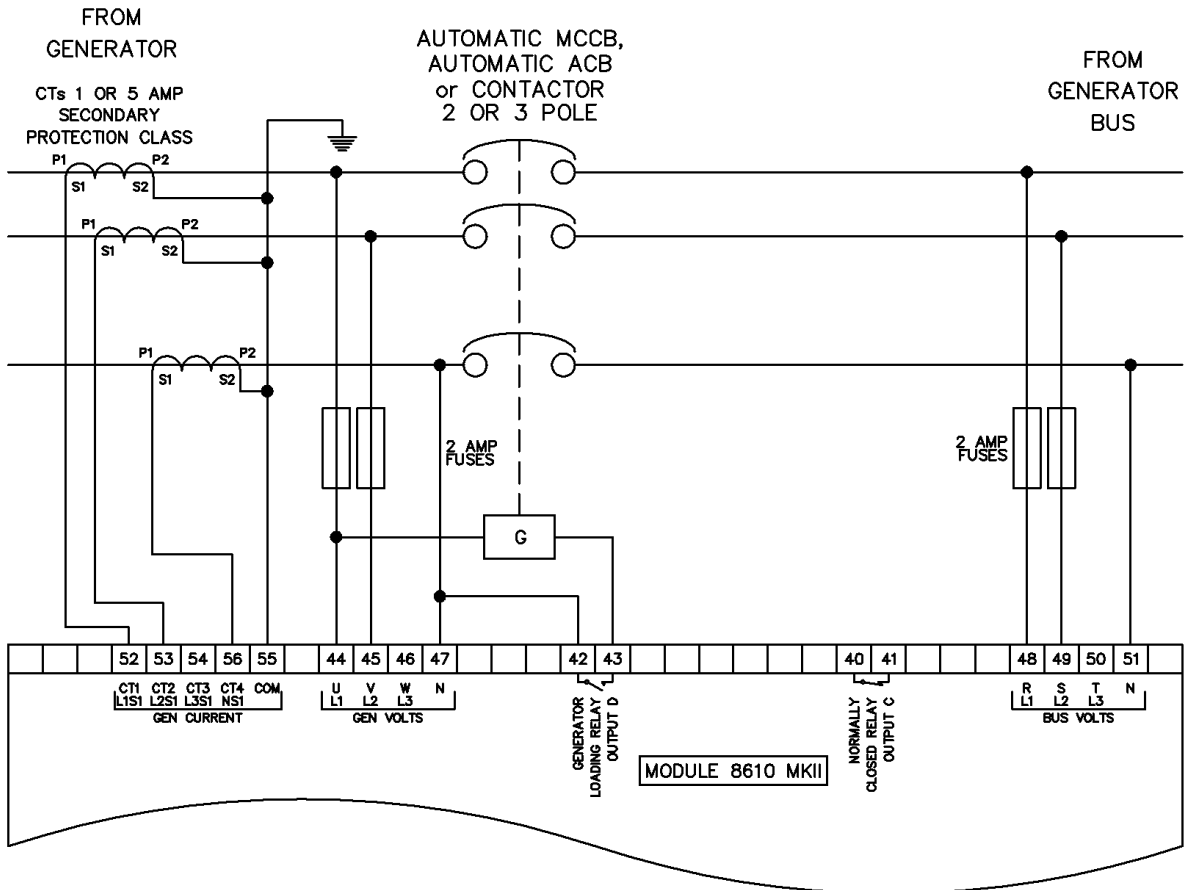 FROM
GENERATOR
CTs 1 OR 5 AMP
SECONDARY
PROTECTION CLASS
AUTOMATIC MCCB,
AUTOMATIC ACB
or CONTACTOR
2 OR 3 POLE
FROM
GENERATOR
BUS
P1 P2
S1 S2
P1 P2
S1 S2
P1 P2
S1 S2
2 AMP
FUSES
2 AMP
FUSES
G
52 53 54 56 55 44 45 46 47 42 43 40 41 48 49 50 51
CT1 CT2 CT3 CT4 COM
L1S1 L2S1 L3S1 NS1
GEN CURRENT
U V W N
L1 L2 L3
GEN VOLTS
GENERATOR
LOADING RELAY
OUTPUT D
NORMALLY
CLOSED RELAY
OUTPUT C
R S T N
L1 L2 L3
BUS VOLTS
MODULE 8610 MKII